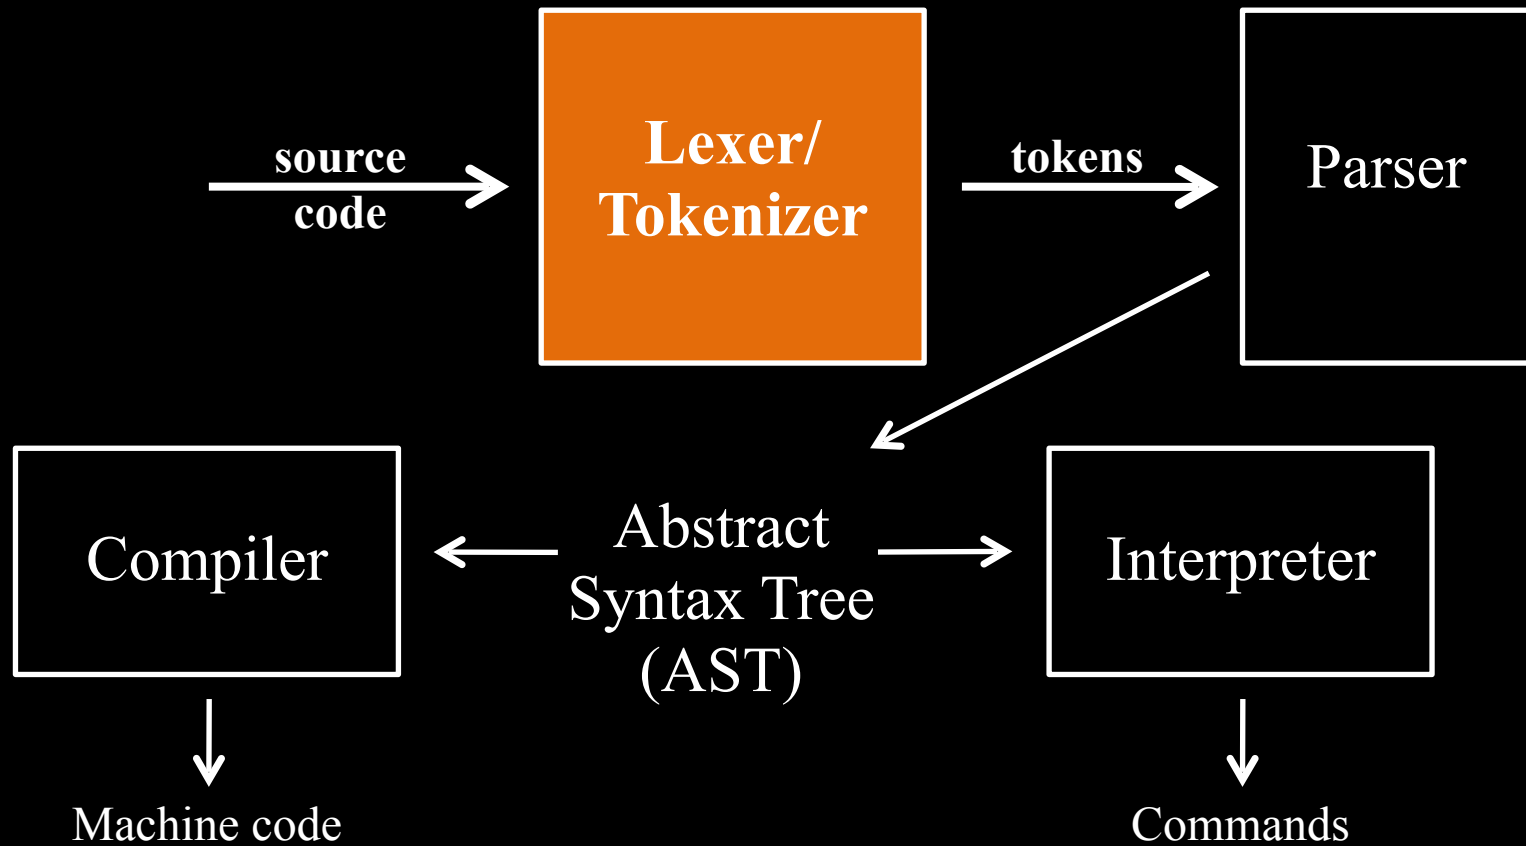 source
code
Lexer/
Tokenizer
tokens
Parser
Compiler
Abstract
Syntax Tree
(AST)
Interpreter
Machine code
Commands